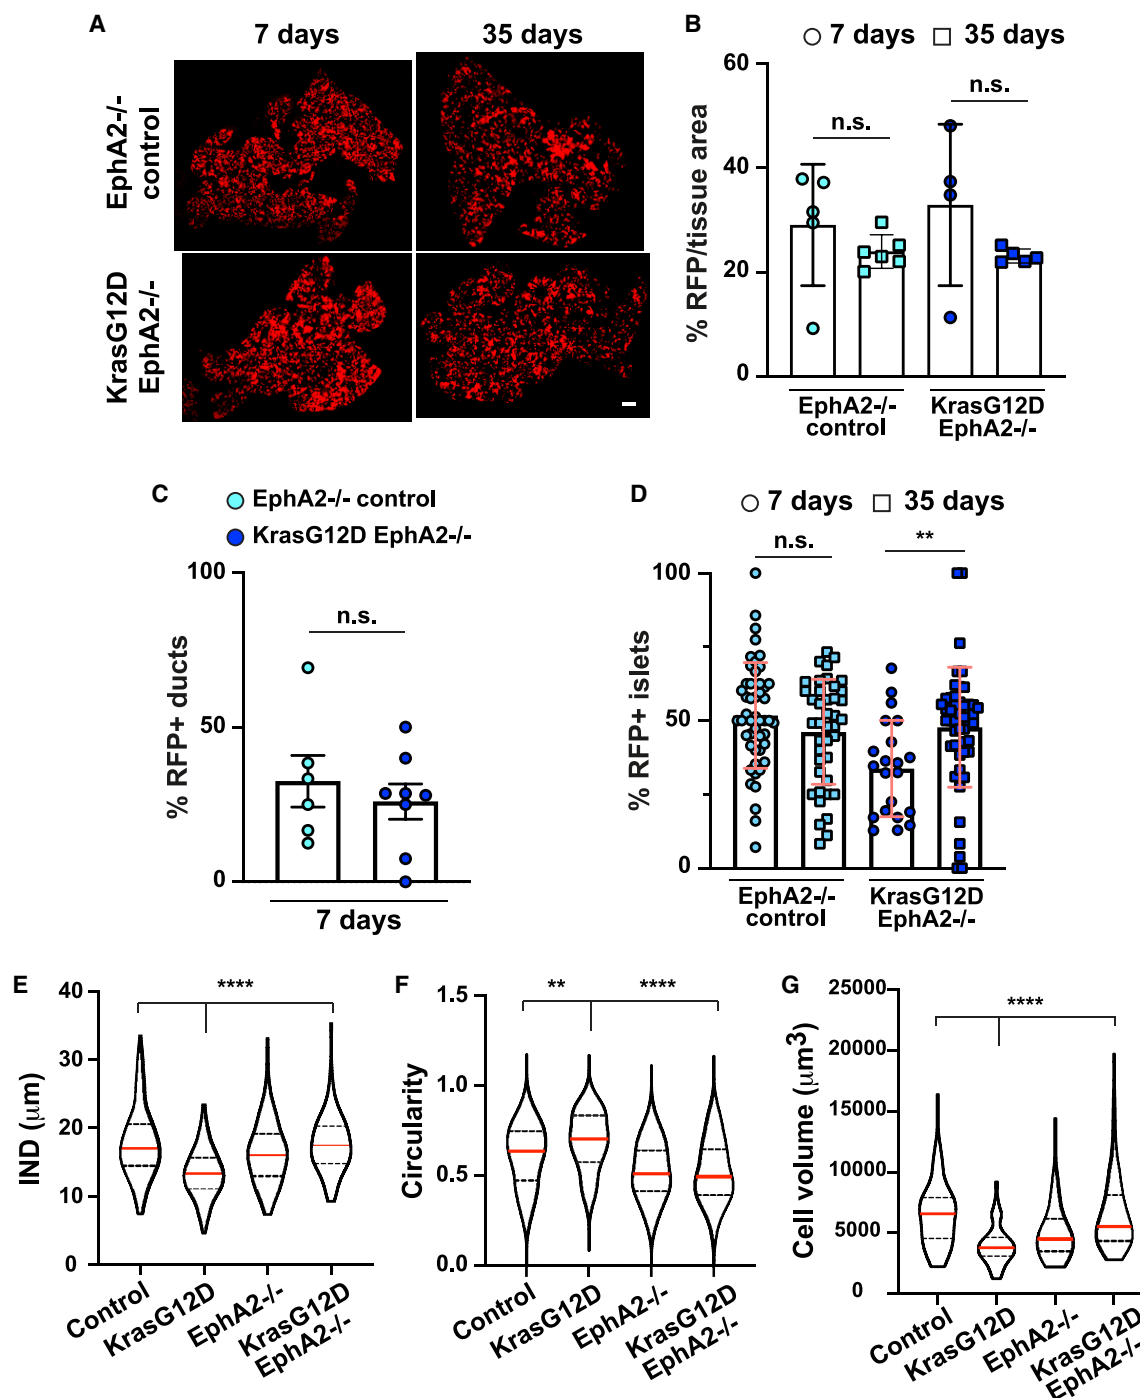 A
7 days
35 days
EphA2-/-
control
KrasG12D
EphA2-/-
B
7 days
35 days
% RFP/tissue area
60
40
20
0
n.s.
n.s.
EphA2-/-
control
KrasG12D
EphA2-/-
C
EphA2-/- control
KrasG12D EphA2-/-
% RFP+ ducts
100
50
0
n.s.
7 days
D
7 days
35 days
% RFP+ islets
100
50
0
n.s.
**
EphA2-/-
control
KrasG12D
EphA2-/-
E
IND (μm)
40
30
20
10
0
****
Control
KrasG12D
EphA2-/-
KrasG12D
EphA2-/-
F
Circularity
1.5
1.0
0.5
0.0
**
****
Control
KrasG12D
EphA2-/-
KrasG12D
EphA2-/-
G
Cell volume (μm3)
25000
20000
15000
10000
5000
0
****
Control
KrasG12D
EphA2-/-
KrasG12D
EphA2-/-